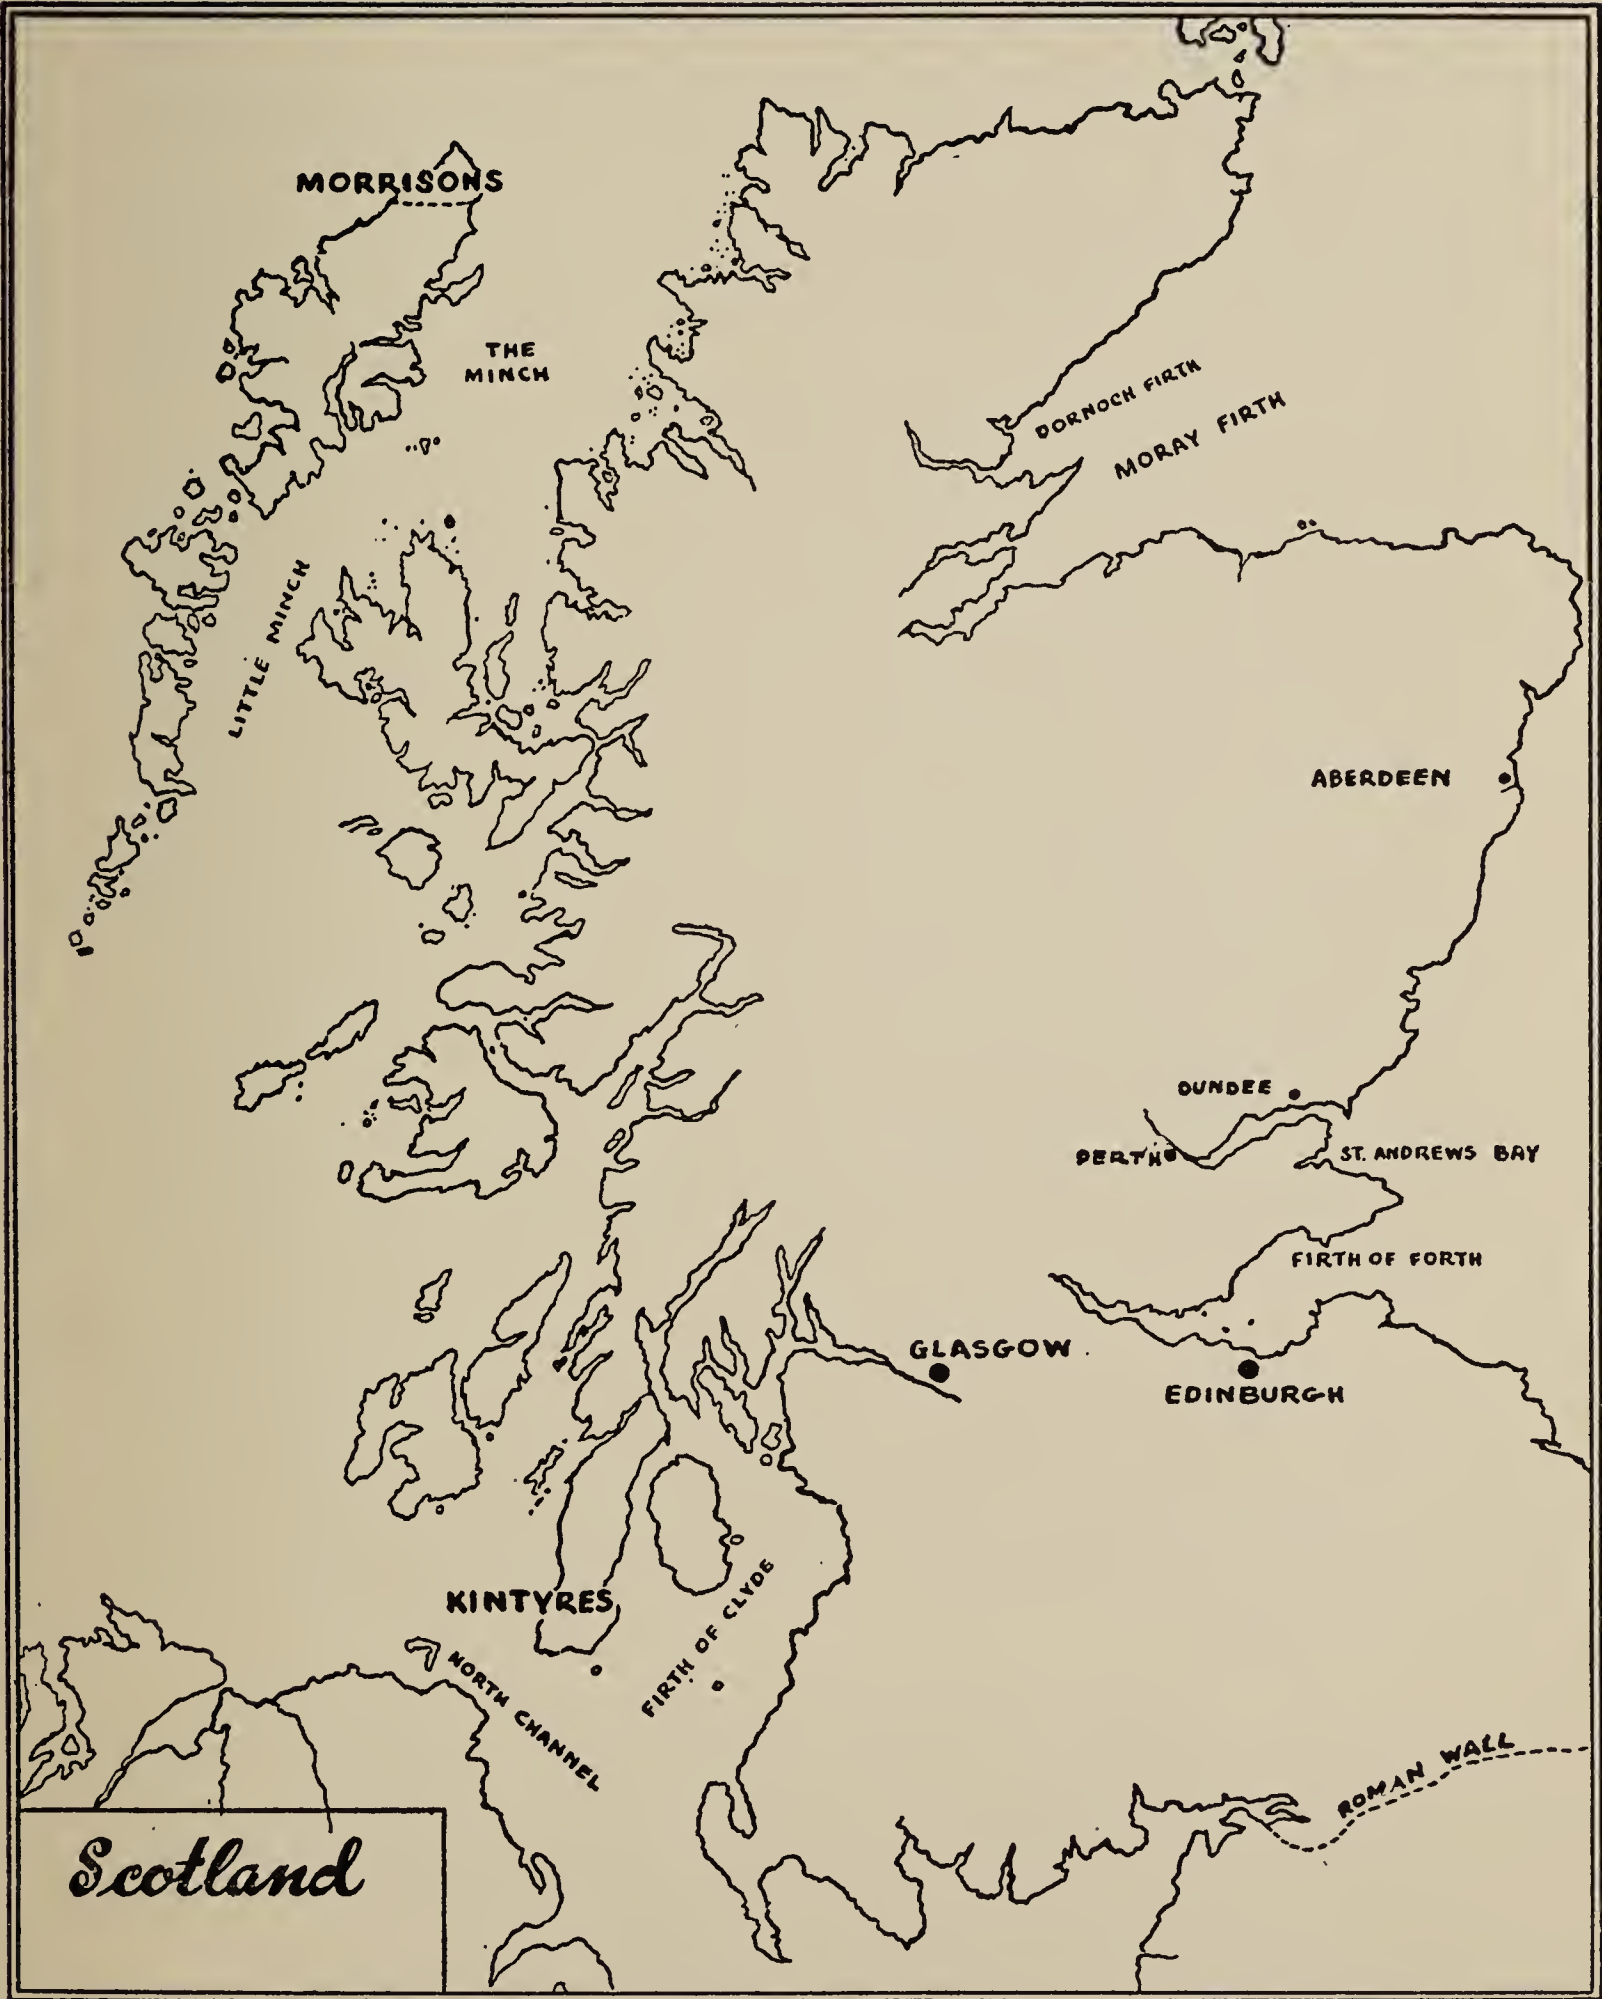 MORRISONS
THE
MINCH
DORNOCH FIRTH
MORAY FIRTH
LITTLE MINCH
ABERDEEN
DUNDEE
PERTH
ST. ANDREWS BAY
FIRTH OF FORTH
GLASGOW
EDINBURGH
KINTYRES
FIRTH OF CLYDE
NORTH CHANNEL
ROMAN WALL
Scotland